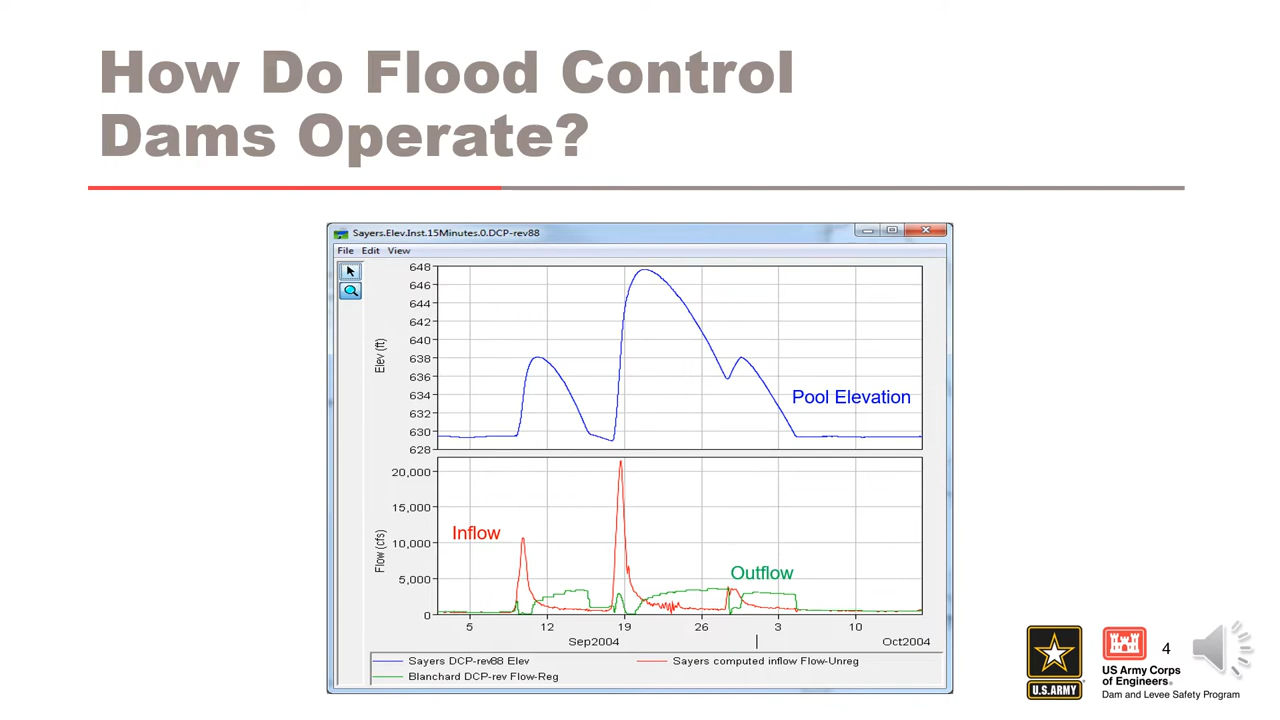 How Do Flood Control
Dams Operate?
Sayers.Elev.Inst.15Minutes.0.DCP-rev88
File Edit View
648
646
644
642
640
638
636
634
632
630
628
Elev (ft)
Pool Elevation
20,000
15,000
10,000
5,000
0
Flow (cfs)
Inflow
Outflow
5 12 19 26 3 10
Sep2004 Oct2004
Sayers DCP-rev88 Elev Sayers computed inflow Flow-Unreg
Blanchard DCP-rev Flow-Reg
U.S.ARMY
US Army Corps
of Engineers®
Dam and Levee Safety Program
4